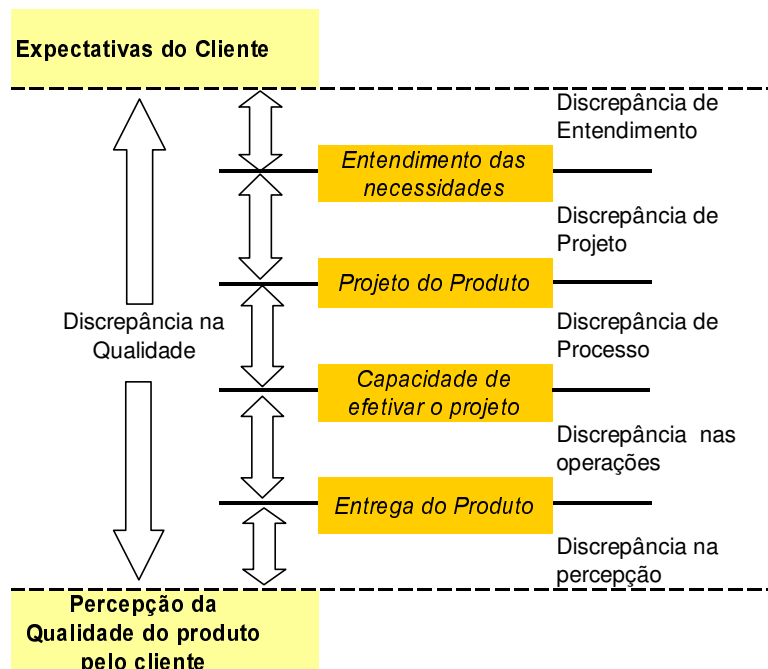 Expectativas do Cliente
Discrepância de
Entendimento
Entendimento das
necessidades
Discrepância de
Projeto
Projeto do Produto
Discrepância na
Qualidade
Discrepância de
Processo
Capacidade de
efetivar o projeto
Discrepância nas
operações
Entrega do Produto
Discrepância na
percepção
Percepção da
Qualidade do produto
pelo cliente